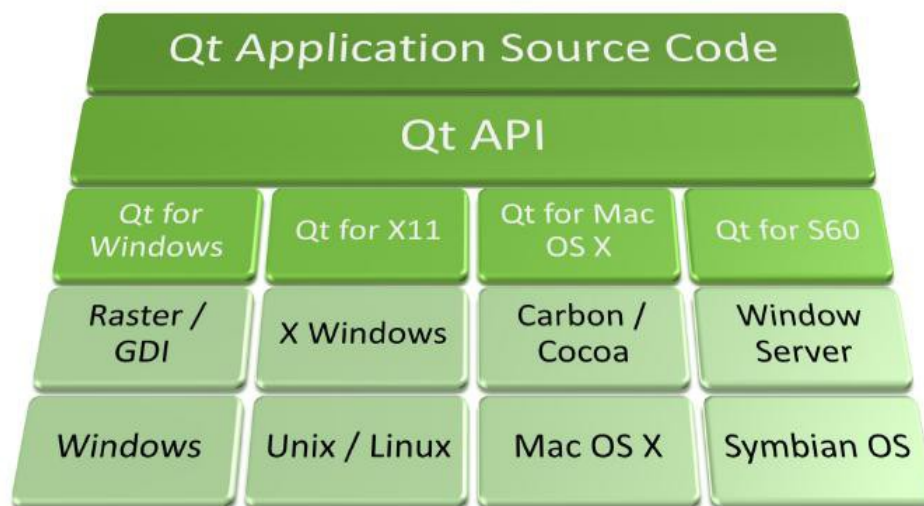 Qt Application Source Code
Qt API
Qt for
Windows
Qt for X11
Qt for Mac
OS X
Qt for S60
Raster /
GDI
X Windows
Carbon /
Cocoa
Window
Server
Windows
Unix / Linux
Mac OS X
Symbian OS